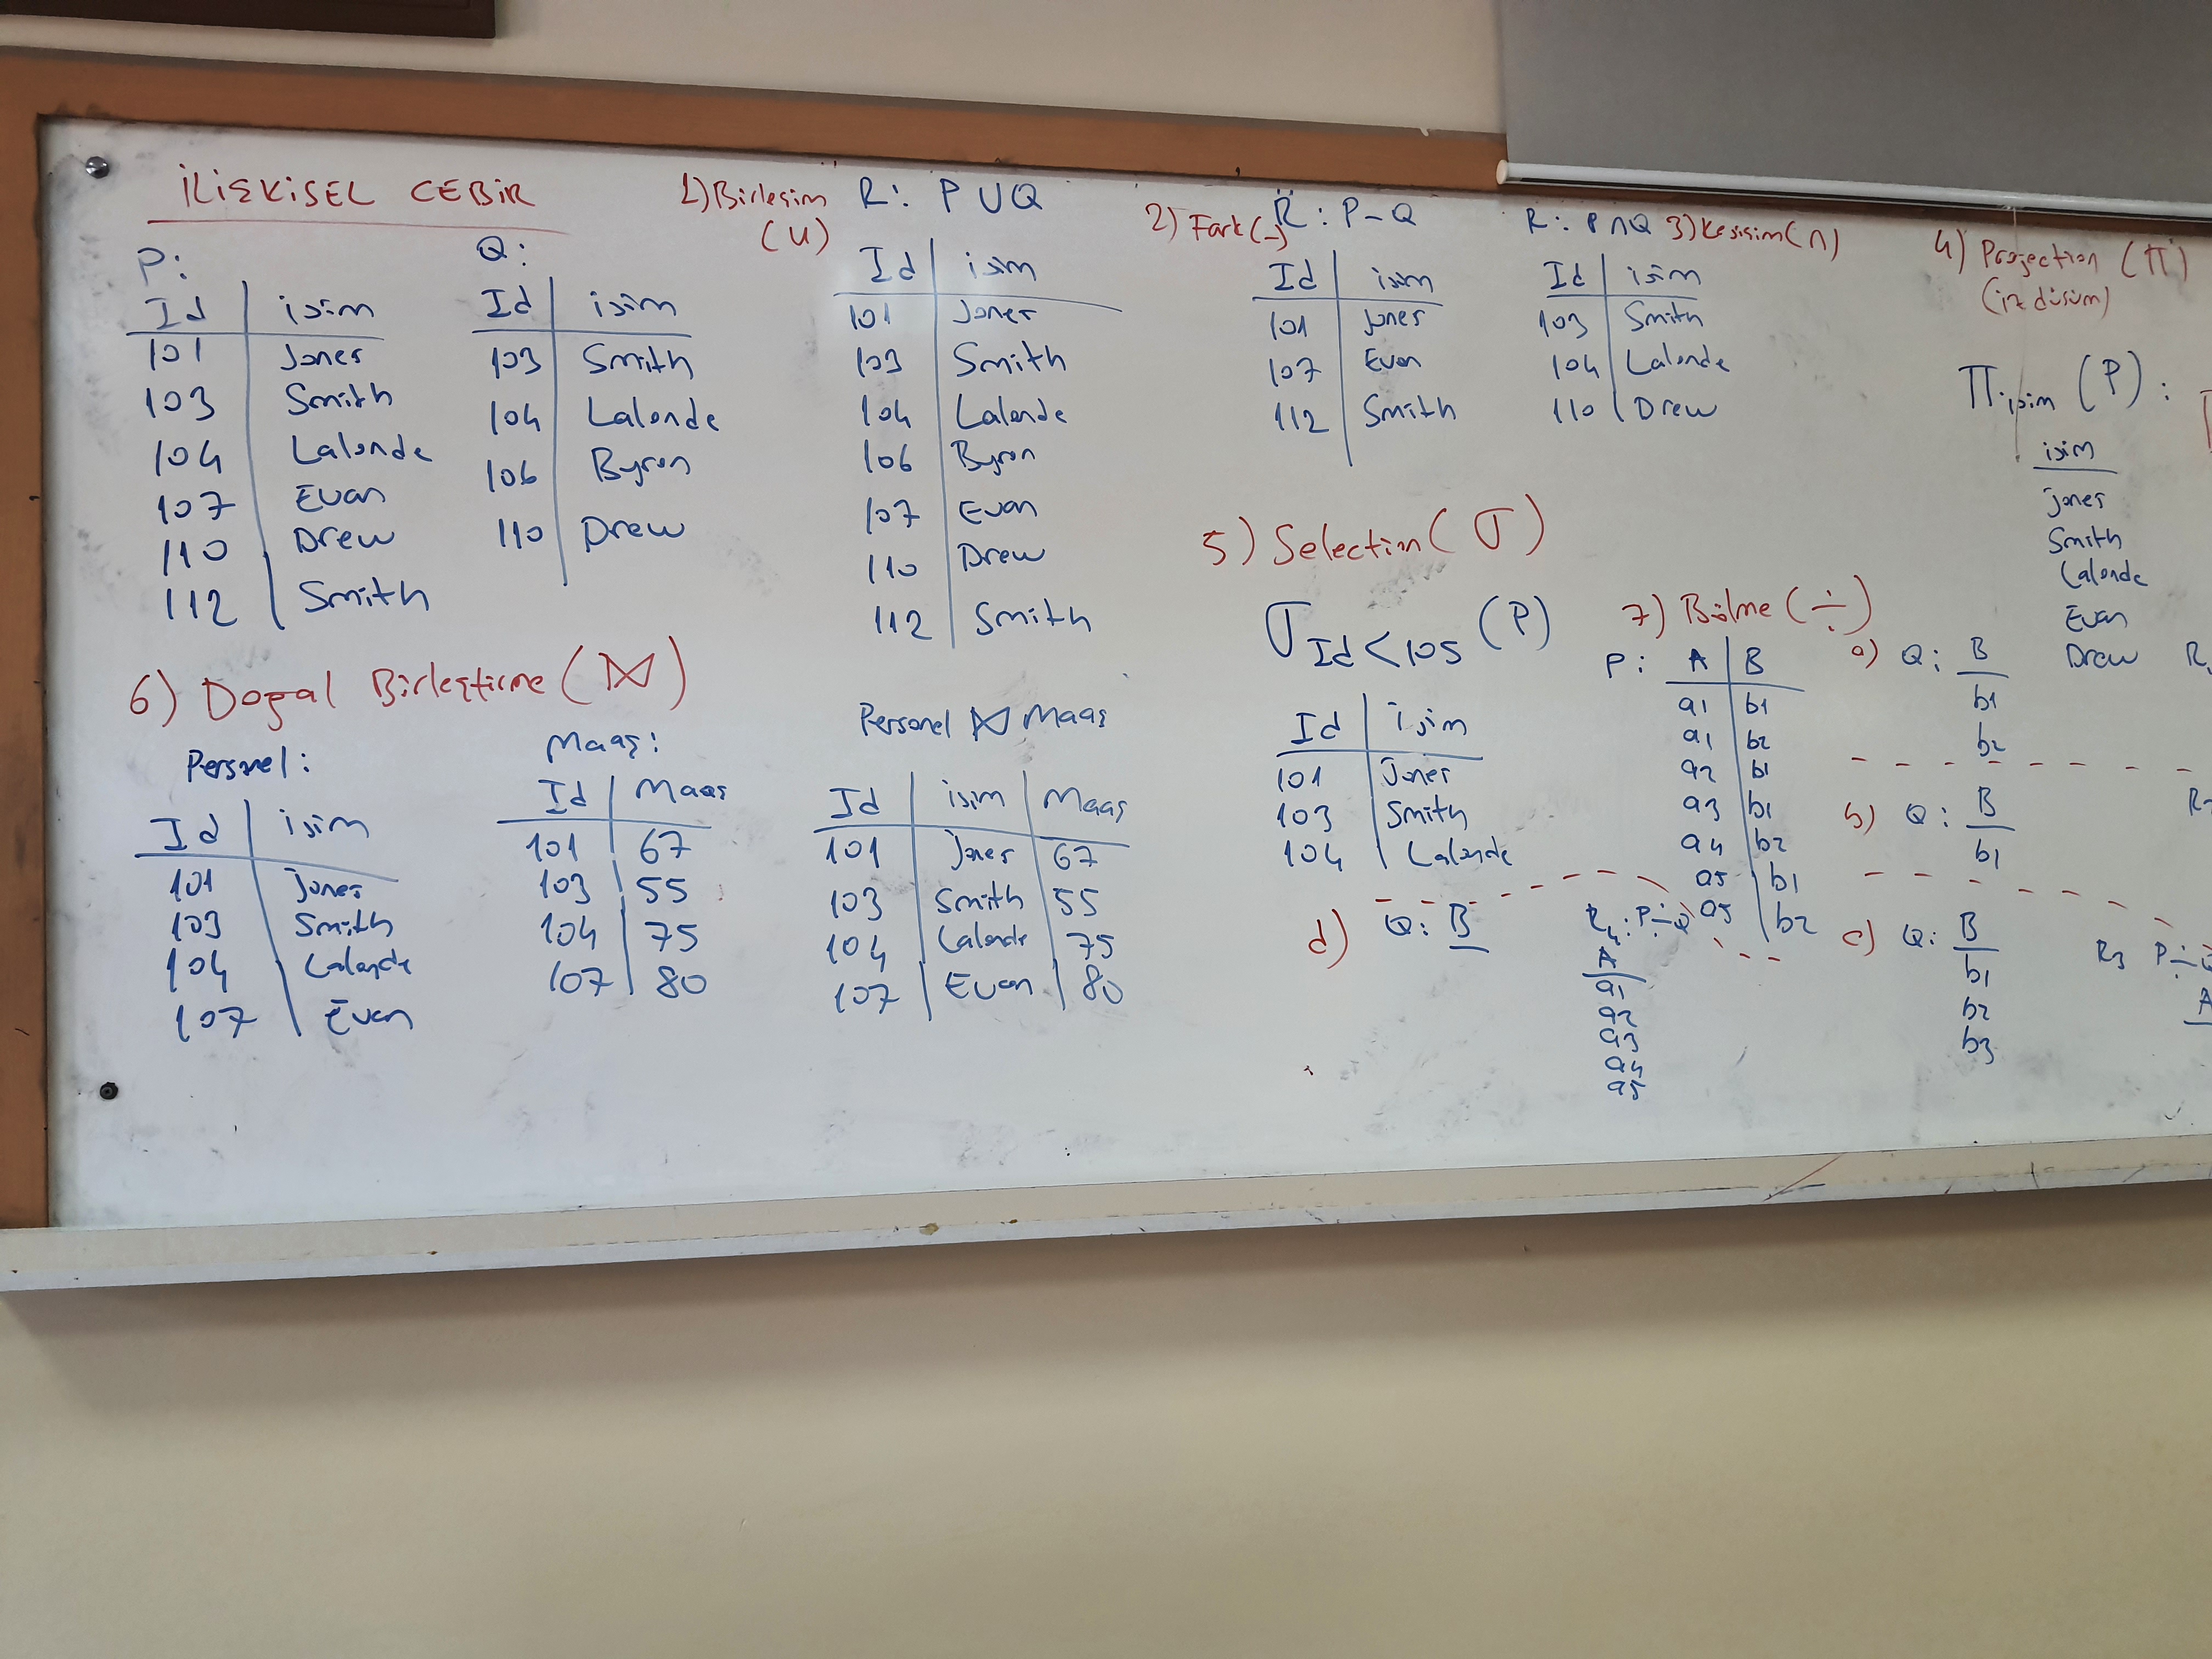 İLİŞKİSEL CEBİR
P:
Id | isim
101 | Jones
103 | Smith
104 | Lalonde
107 | Evan
110 | Drew
112 | Smith
Q:
Id | isim
103 | Smith
104 | Lalonde
106 | Byron
110 | Drew
1) Birleşim (∪)
R: P ∪ Q
Id | isim
101 | Jones
103 | Smith
104 | Lalonde
106 | Byron
107 | Evan
110 | Drew
112 | Smith
2) Fark (-)
R: P - Q
Id | isim
101 | Jones
107 | Evan
112 | Smith
R: P ∩ Q 3) Kesişim (∩)
Id | isim
103 | Smith
104 | Lalonde
110 | Drew
4) Projection (π)
(iz düşüm)
π isim (P):
isim
Jones
Smith
Lalonde
Evan
Drew
5) Selection (σ)
σ Id < 105 (P)
Id | isim
101 | Jones
103 | Smith
104 | Lalonde
6) Dogal Birleştirme (⋈)
Personel:
Id | isim
101 | Jones
103 | Smith
104 | Lalonde
107 | Evan
Maaş:
Id | Maaş
101 | 67
103 | 55
104 | 75
107 | 80
Personel ⋈ Maaş
Id | isim | Maaş
101 | Jones | 67
103 | Smith | 55
104 | Lalonde | 75
107 | Evan | 80
7) Bölme (÷)
P: A | B
a1 | b1
a1 | b2
a2 | b1
a3 | b1
a4 | b2
a5 | b1
a5 | b2
a) Q: B
b1
b2
b) Q: B
b1
c) Q: B
b1
b2
b3
R3 P ÷ Q
A
d) Q: B
R4: P ÷ Q
A
a1
a2
a3
a4
a5